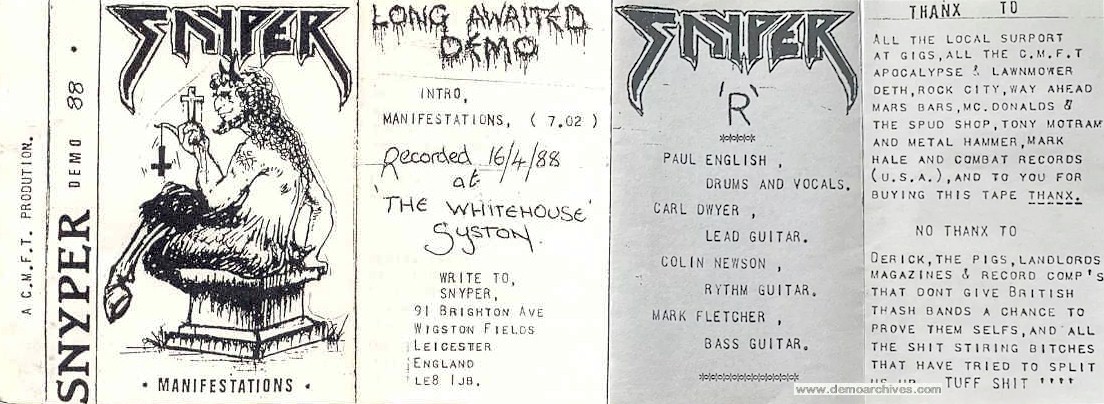 A C.M.F.T. PRODUTION.
SNYPER DEMO 88
SNYPER
• MANIFESTATIONS •
LONG AWAITED
DEMO
INTRO,
MANIFESTATIONS, ( 7.02 )
Recorded 16/4/88
at
'THE WHITEHOUSE'
SYSTON.
WRITE TO,
SNYPER,
91 BRIGHTON AVE
WIGSTON FIELDS
LEICESTER
ENGLAND
LE8 1JB.
SNYPER
'R'
*****
PAUL ENGLISH ,
DRUMS AND VOCALS.
CARL DWYER ,
LEAD GUITAR.
COLIN NEWSON ,
RYTHM GUITAR.
MARK FLETCHER ,
BASS GUITAR.
THANX TO
ALL THE LOCAL SUPPORT
AT GIGS,ALL THE C.M.F.T
APOCALYPSE & LAWNMOWER
DETH,ROCK CITY,WAY AHEAD
MARS BARS,MC.DONALDS &
THE SPUD SHOP,TONY MOTRAM
AND METAL HAMMER,MARK
HALE AND COMBAT RECORDS
(U.S.A.),AND TO YOU FOR
BUYING THIS TAPE THANX.
NO THANX TO
DERICK,THE PIGS,LANDLORDS
MAGAZINES & RECORD COMP'S
THAT DONT GIVE BRITISH
THASH BANDS A CHANCE TO
PROVE THEM SELFS,AND ALL
THE SHIT STIRING BITCHES
THAT HAVE TRIED TO SPLIT
US UP TUFF SHIT ''''
www.demoarchives.com